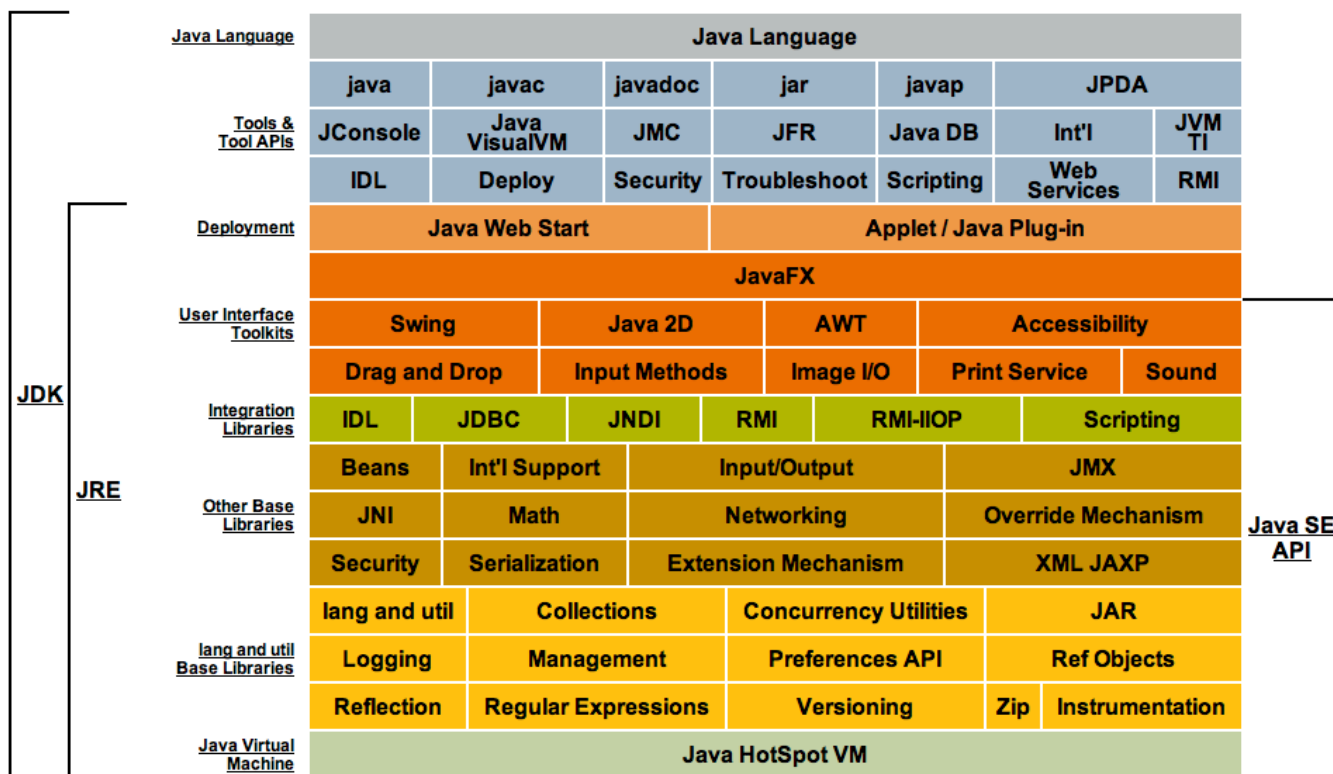 Java Language
Java Language
java javac javadoc jar javap JPDA
Tools &
Tool APIs
JConsole Java
VisualVM JMC JFR Java DB Int'l JVM
TI
IDL Deploy Security Troubleshoot Scripting Web
Services RMI
Deployment
Java Web Start Applet / Java Plug-in
JavaFX
User Interface
Toolkits
Swing Java 2D AWT Accessibility
Drag and Drop Input Methods Image I/O Print Service Sound
JDK
Integration
Libraries
IDL JDBC JNDI RMI RMI-IIOP Scripting
JRE
Beans Int'l Support Input/Output JMX
Other Base
Libraries
JNI Math Networking Override Mechanism
Java SE
API
Security Serialization Extension Mechanism XML JAXP
lang and util Collections Concurrency Utilities JAR
lang and util
Base Libraries
Logging Management Preferences API Ref Objects
Reflection Regular Expressions Versioning Zip Instrumentation
Java Virtual
Machine
Java HotSpot VM